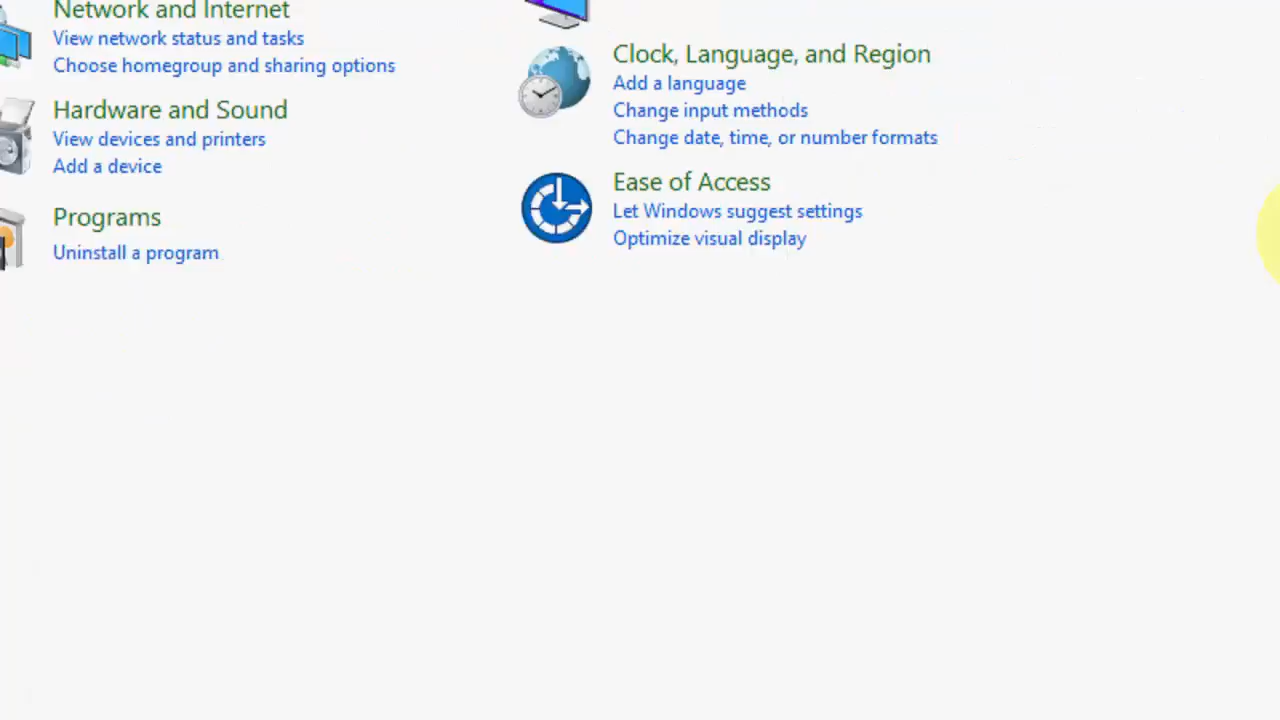 Network and Internet
View network status and tasks
Choose homegroup and sharing options
Hardware and Sound
View devices and printers
Add a device
Programs
Uninstall a program
Clock, Language, and Region
Add a language
Change input methods
Change date, time, or number formats
Ease of Access
Let Windows suggest settings
Optimize visual display